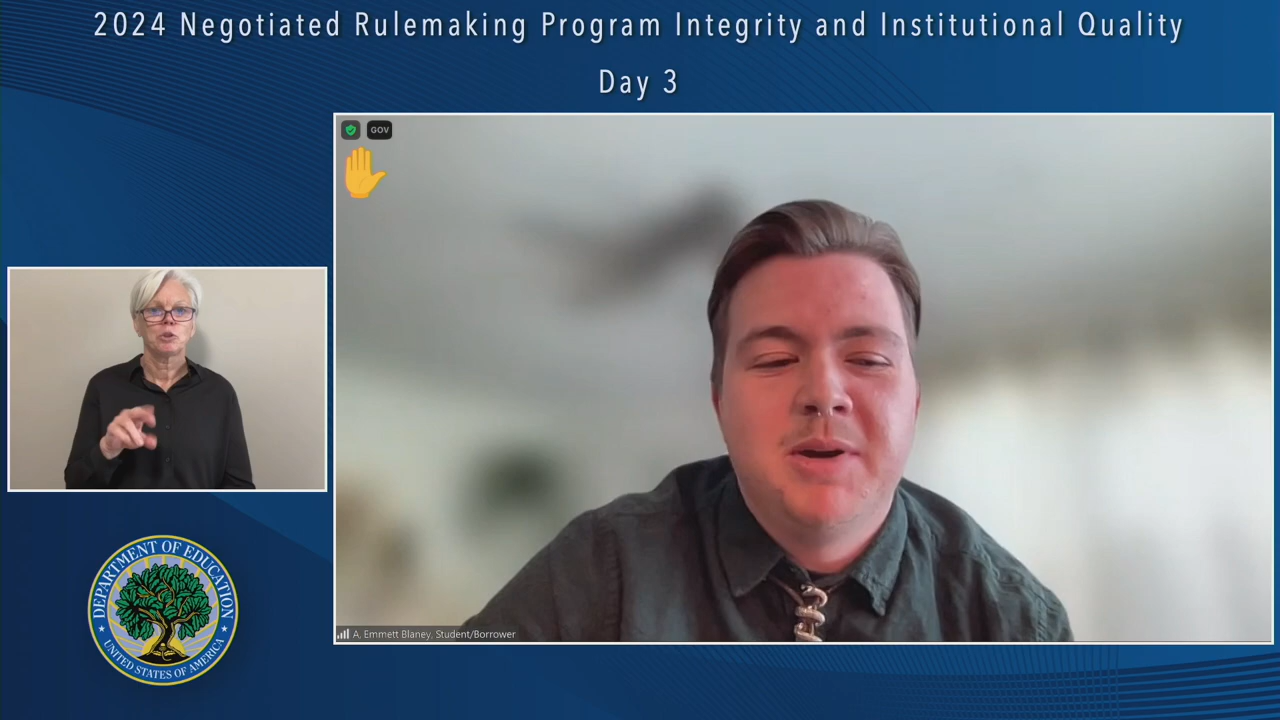 2024 Negotiated Rulemaking Program Integrity and Institutional Quality
Day 3
GOV
A, Emmett Blaney, Student/Borrower
DEPARTMENT OF EDUCATION
UNITED STATES OF AMERICA